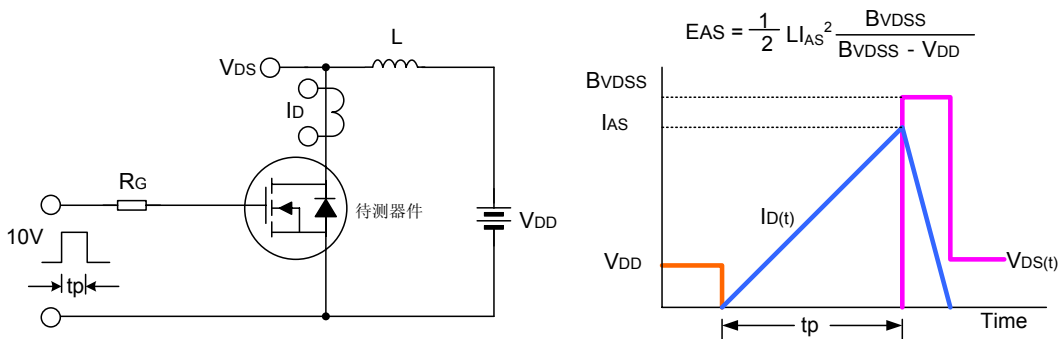 L
VDS
ID
RG
10V
tp
待测器件
VDD
EAS = 1/2 LIAS² BVDSS / (BVDSS - VDD)
BVDSS
IAS
ID(t)
VDD
VDS(t)
tp
Time